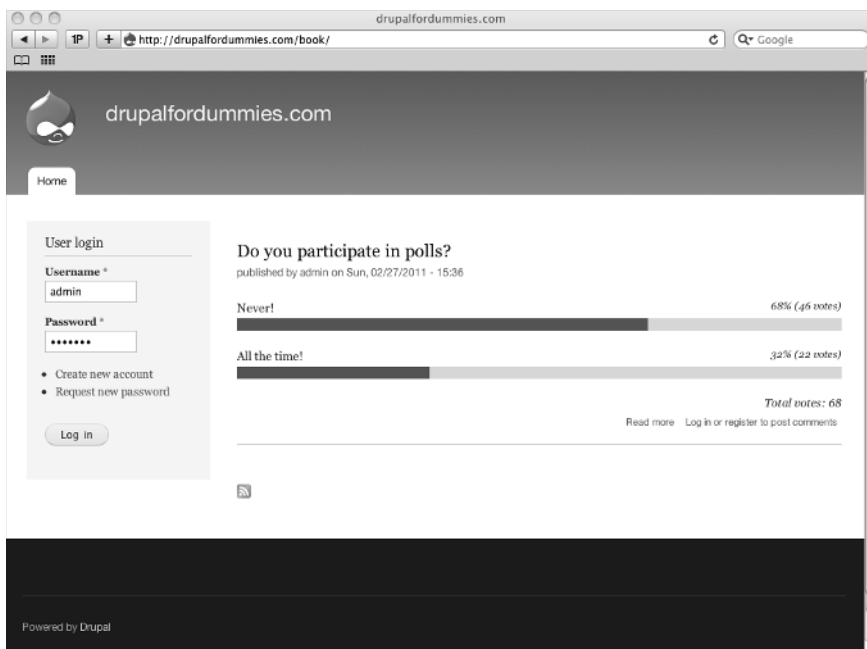 drupalfordummies.com
1P + http://drupalfordummies.com/book/ Google
drupalfordummies.com
Home
User login
Username *
admin
Password *
•••••••
• Create new account
• Request new password
Log in
Do you participate in polls?
published by admin on Sun, 02/27/2011 - 15:36
Never! 68% (46 votes)
All the time! 32% (22 votes)
Total votes: 68
Read more Log in or register to post comments
Powered by Drupal